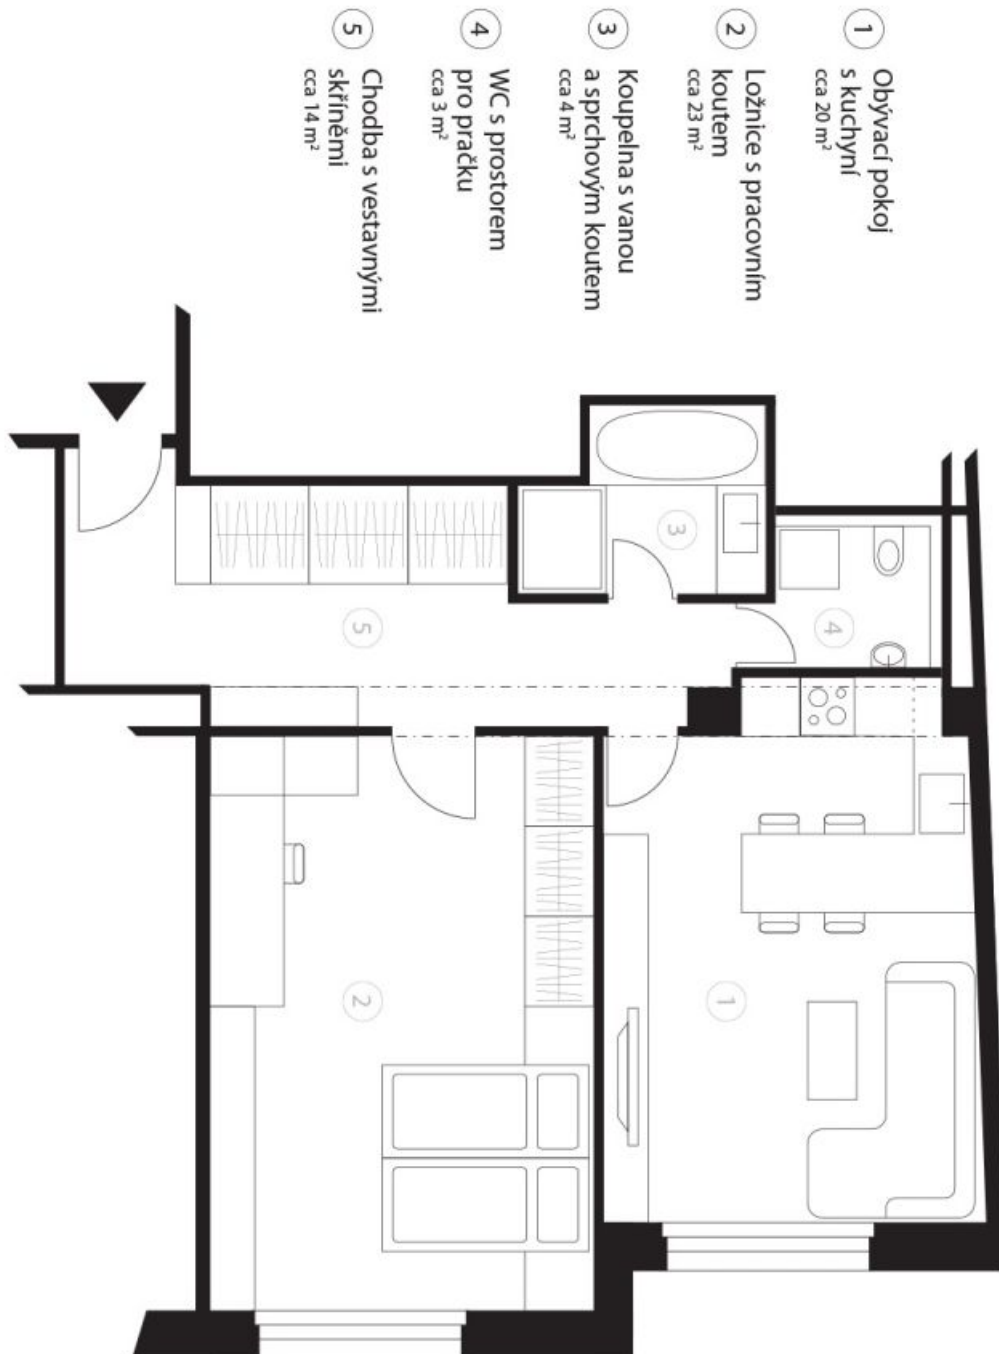 1
Obývací pokoj
s kuchyní
cca 20 m²
2
Ložnice s pracovním
koutem
cca 23 m²
3
Koupelna s vanou
a sprchovým koutem
cca 4 m²
4
WC s prostorem
pro pračku
cca 3 m²
5
Chodba s vestavnými
skříněmi
cca 14 m²
3
4
5
2
1